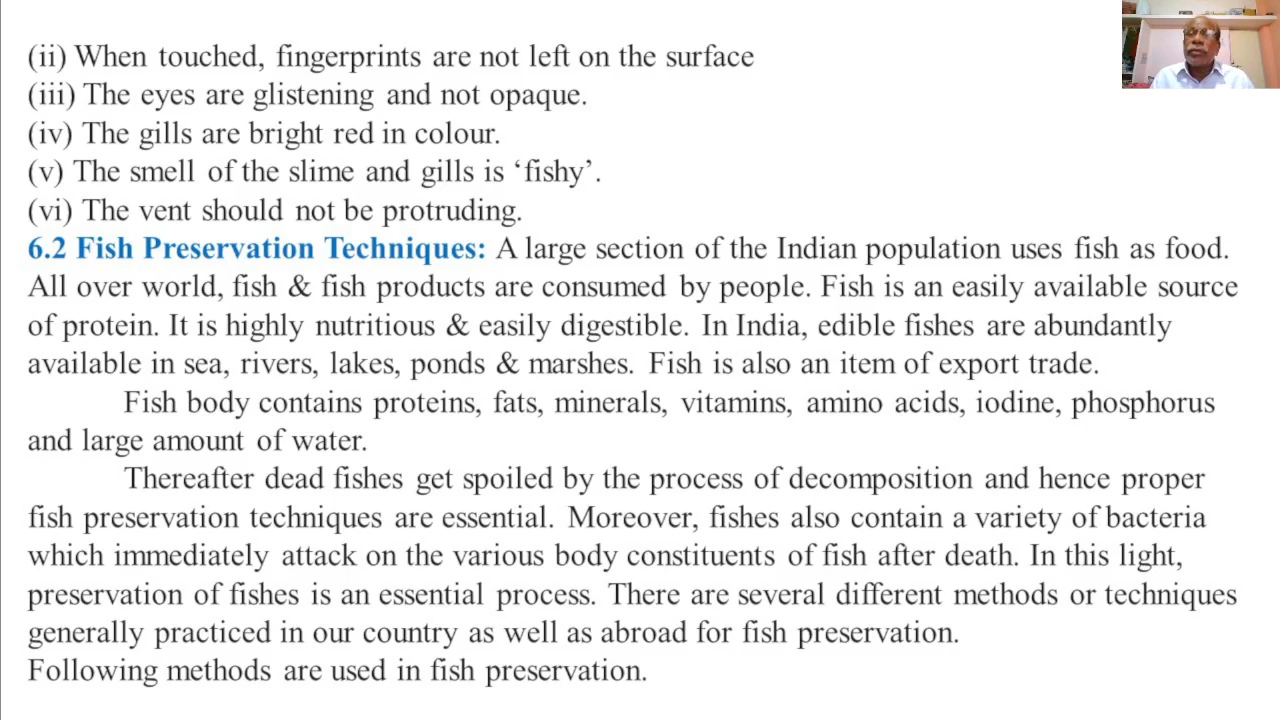 (ii) When touched, fingerprints are not left on the surface
(iii) The eyes are glistening and not opaque.
(iv) The gills are bright red in colour.
(v) The smell of the slime and gills is ‘fishy’.
(vi) The vent should not be protruding.
6.2 Fish Preservation Techniques: A large section of the Indian population uses fish as food.
All over world, fish & fish products are consumed by people. Fish is an easily available source
of protein. It is highly nutritious & easily digestible. In India, edible fishes are abundantly
available in sea, rivers, lakes, ponds & marshes. Fish is also an item of export trade.
Fish body contains proteins, fats, minerals, vitamins, amino acids, iodine, phosphorus
and large amount of water.
Thereafter dead fishes get spoiled by the process of decomposition and hence proper
fish preservation techniques are essential. Moreover, fishes also contain a variety of bacteria
which immediately attack on the various body constituents of fish after death. In this light,
preservation of fishes is an essential process. There are several different methods or techniques
generally practiced in our country as well as abroad for fish preservation.
Following methods are used in fish preservation.